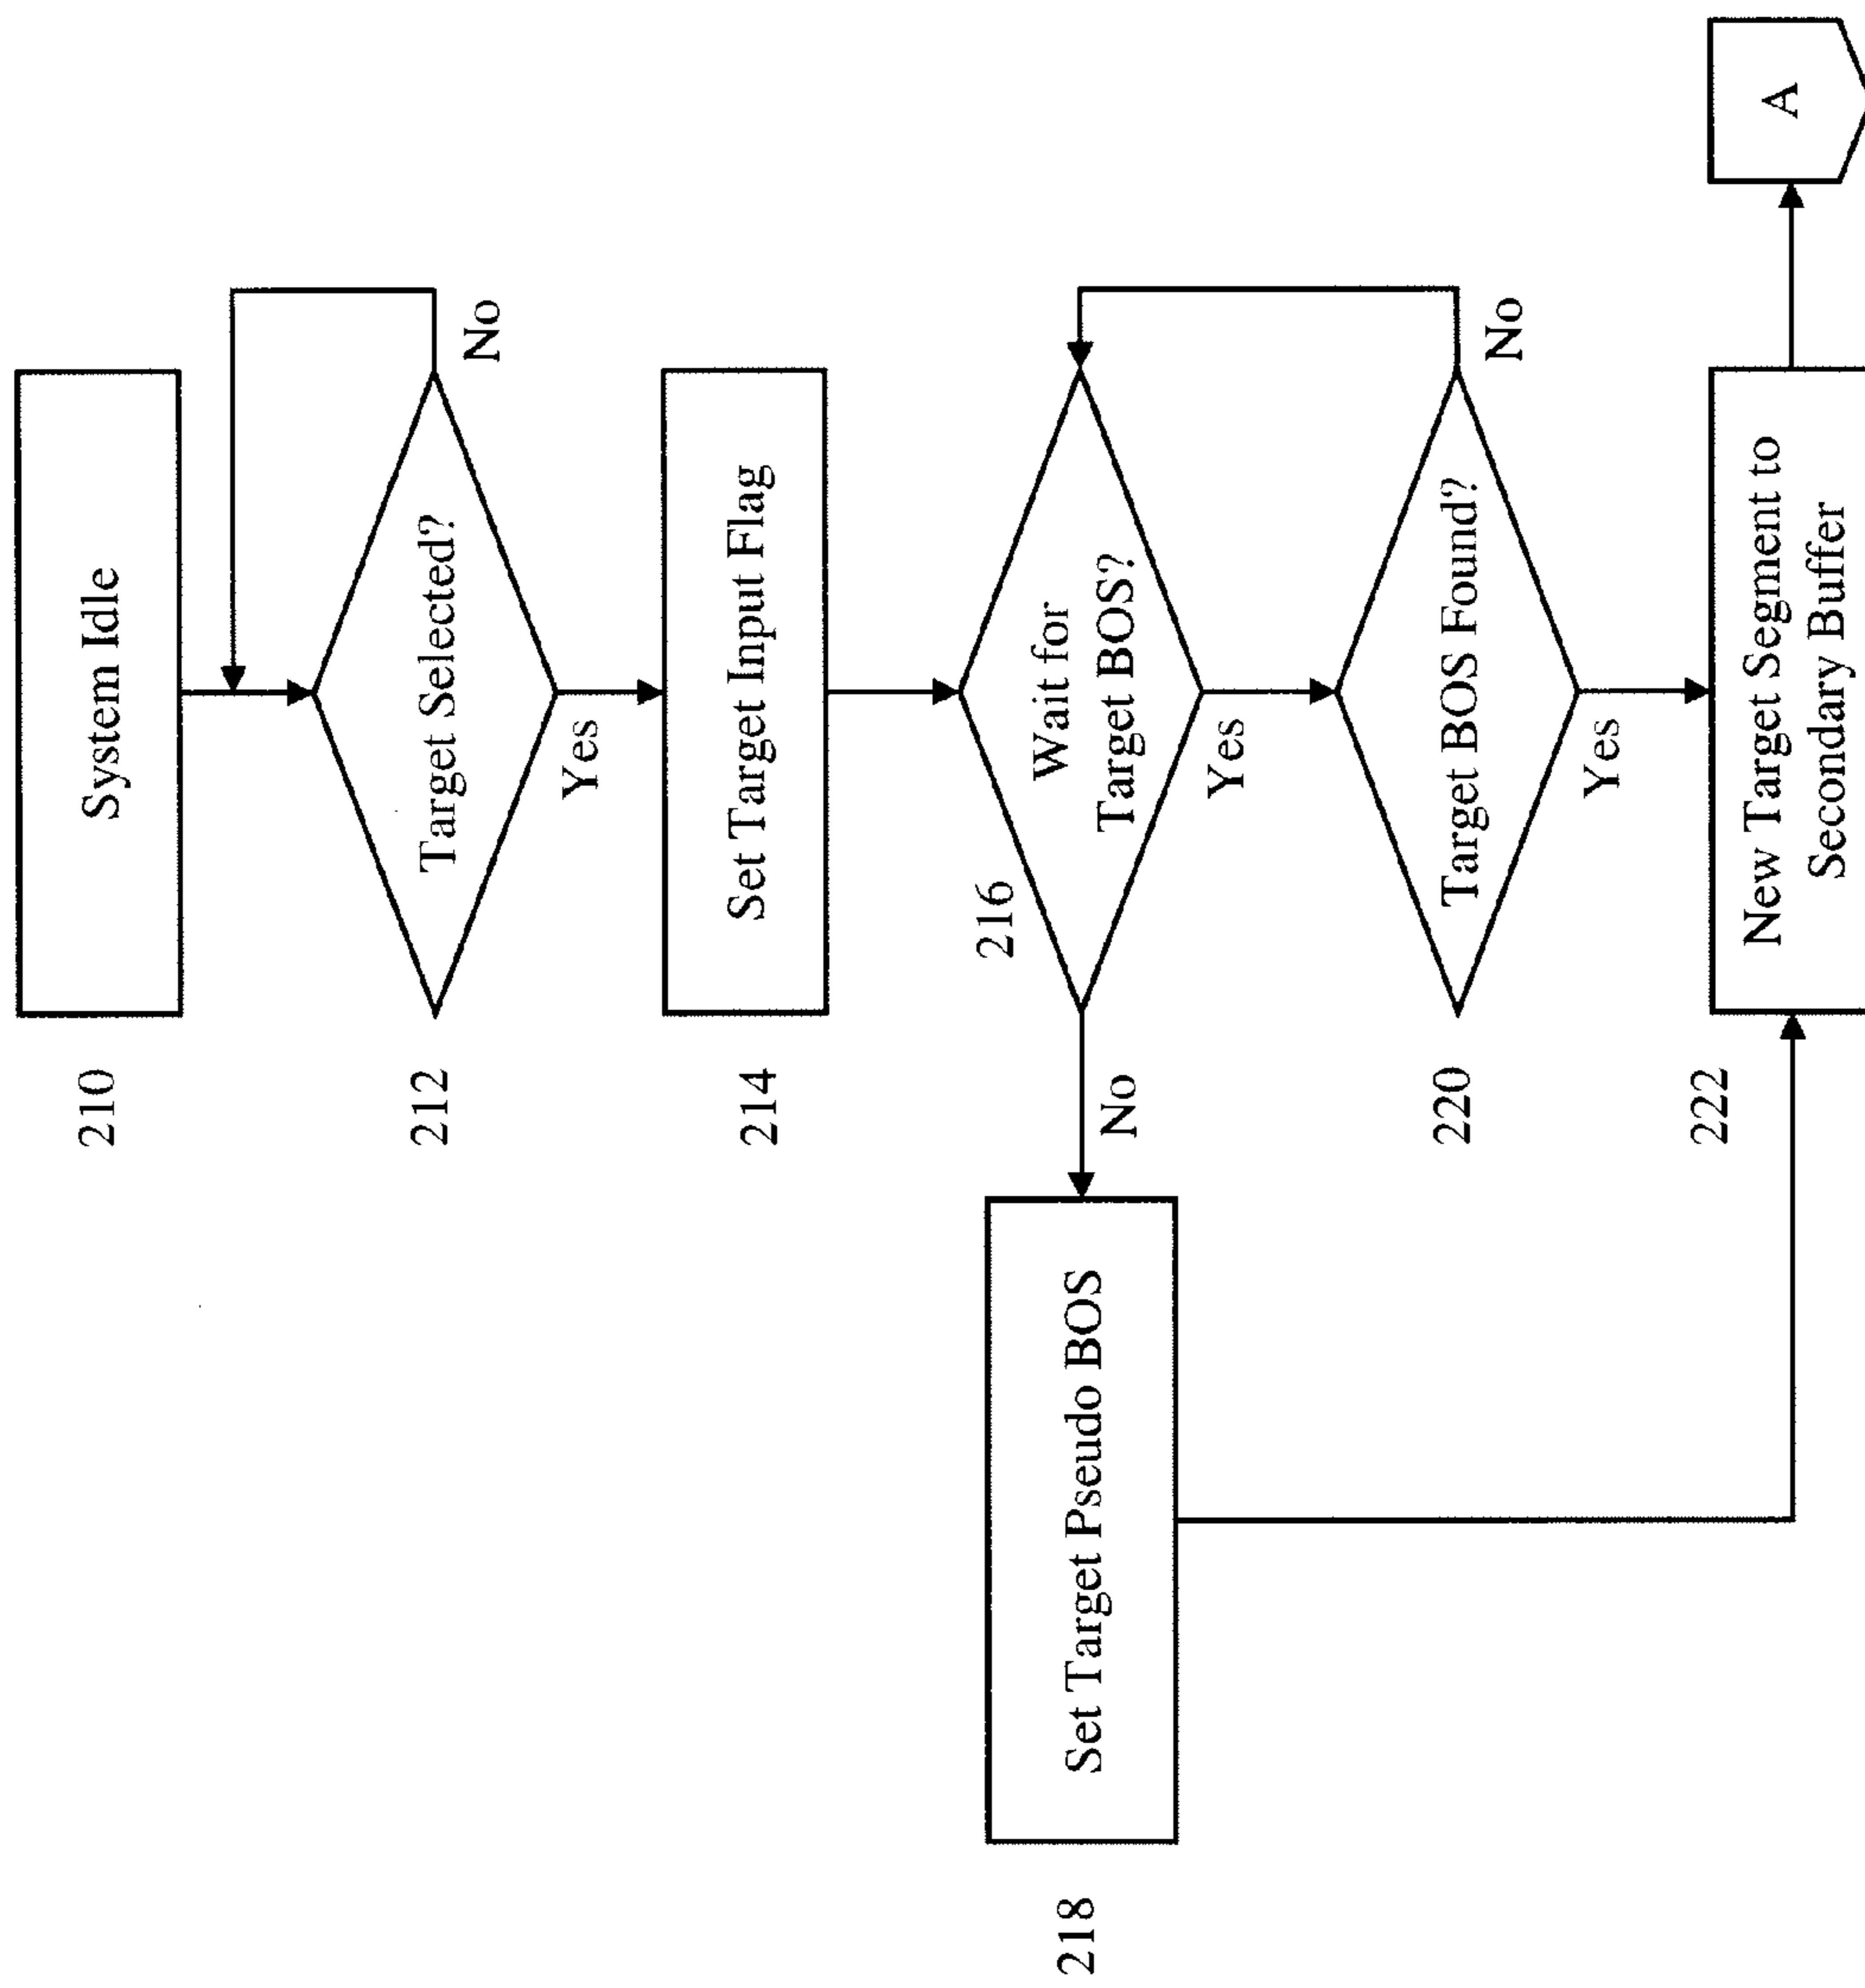 210
System Idle
212
Target Selected?
No
Yes
214
Set Target Input Flag
216
Wait for
Target BOS?
No
Yes
218
Set Target Pseudo BOS
220
Target BOS Found?
No
Yes
222
New Target Segment to
Secondary Buffer
A